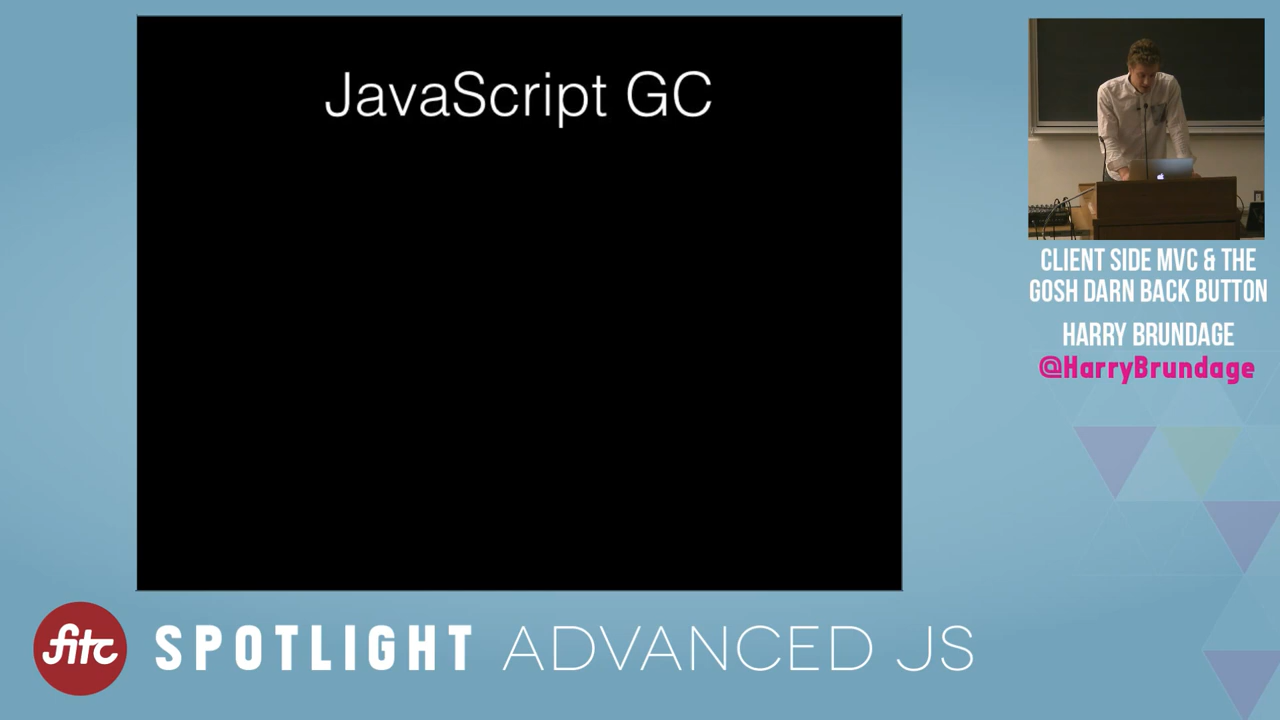 JavaScript GC
CLIENT SIDE MVC & THE
GOSH DARN BACK BUTTON
HARRY BRUNDAGE
@HarryBrundage
fitc
SPOTLIGHT ADVANCED JS